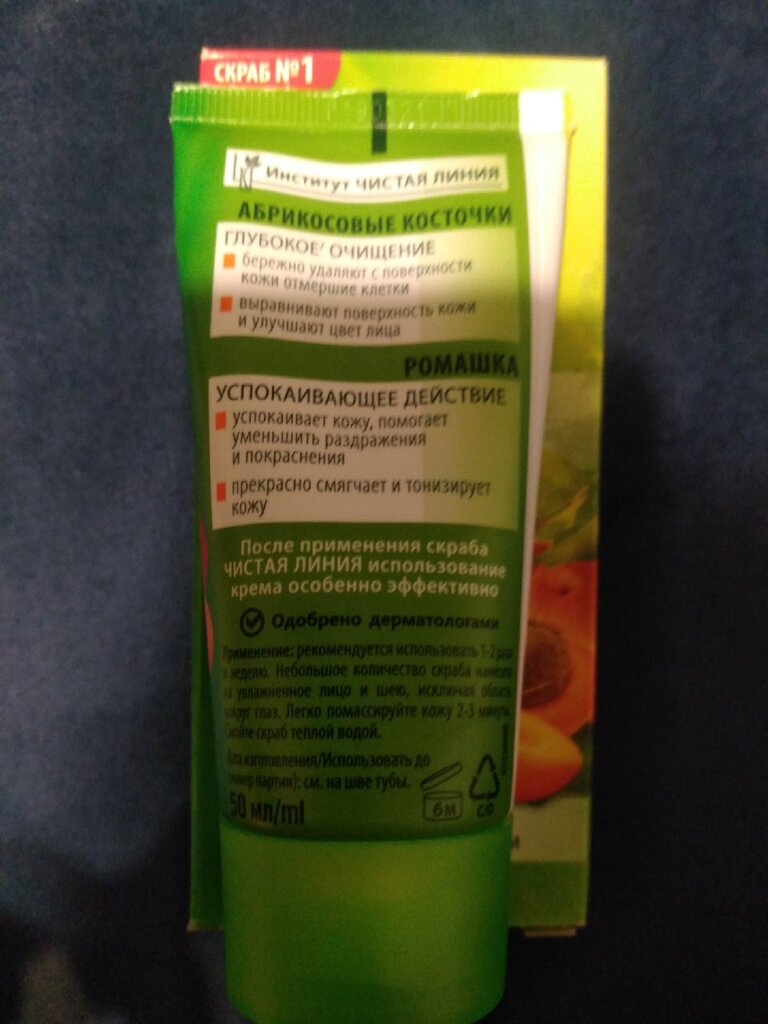 СКРАБ №1
Институт ЧИСТАЯ ЛИНИЯ
АБРИКОСОВЫЕ КОСТОЧКИ
ГЛУБОКОЕ' ОЧИЩЕНИЕ
бережно удаляют с поверхности
кожи отмершие клетки
выравнивают поверхность кожи
и улучшают цвет лица
РОМАШКА
УСПОКАИВАЮЩЕЕ ДЕЙСТВИЕ
успокаивает кожу, помогает
уменьшить раздражения
и покраснения
прекрасно смягчает и тонизирует
кожу
После применения скраба
ЧИСТАЯ ЛИНИЯ использование
крема особенно эффективно
Одобрено дерматологами
Применение: рекомендуется использовать 1-2 раза
в неделю. Небольшое количество скраба нанесите
на увлажненное лицо и шею, исключая область
вокруг глаз. Легко помассируйте кожу 2-3 минуты.
Смойте скраб теплой водой.
Дата изготовления/Использовать до
(номер партии): см. на шве тубы.
50 мл/ml
6м
C/O